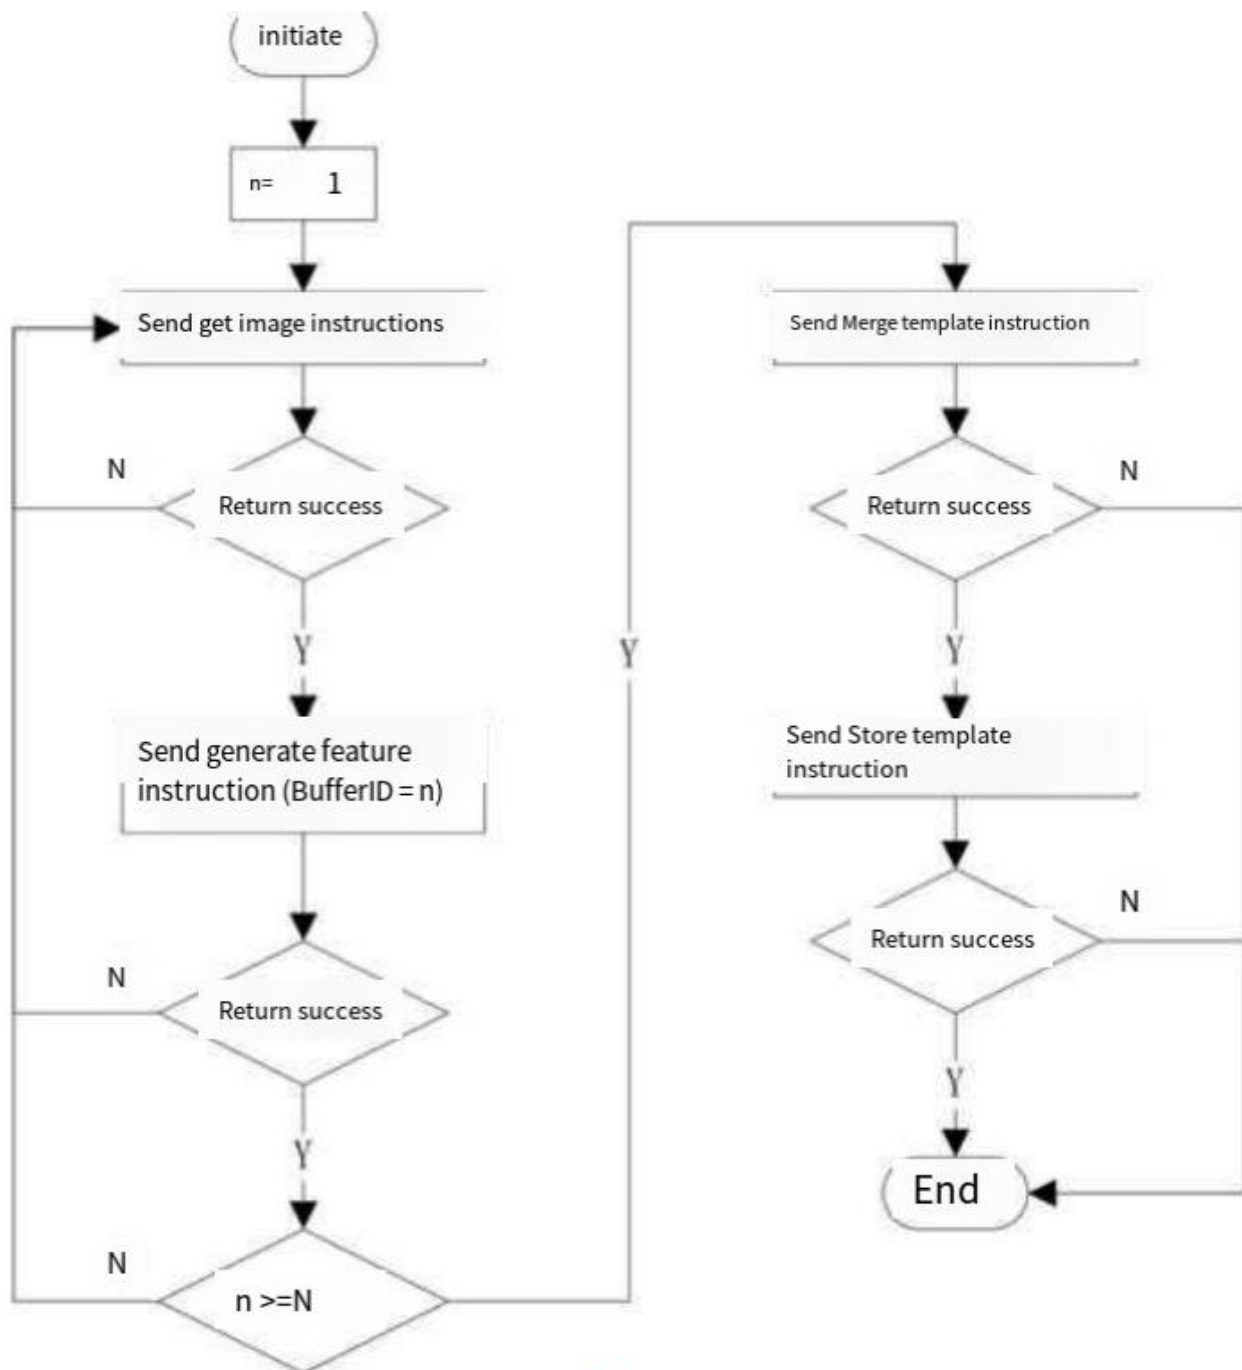 initiate
n= 1
Send get image instructions
N
Return success
Y
Send generate feature
instruction (BufferID = n)
N
Return success
Y
N
n >=N
Y
Send Merge template instruction
N
Return success
Y
Send Store template
instruction
N
Return success
Y
End